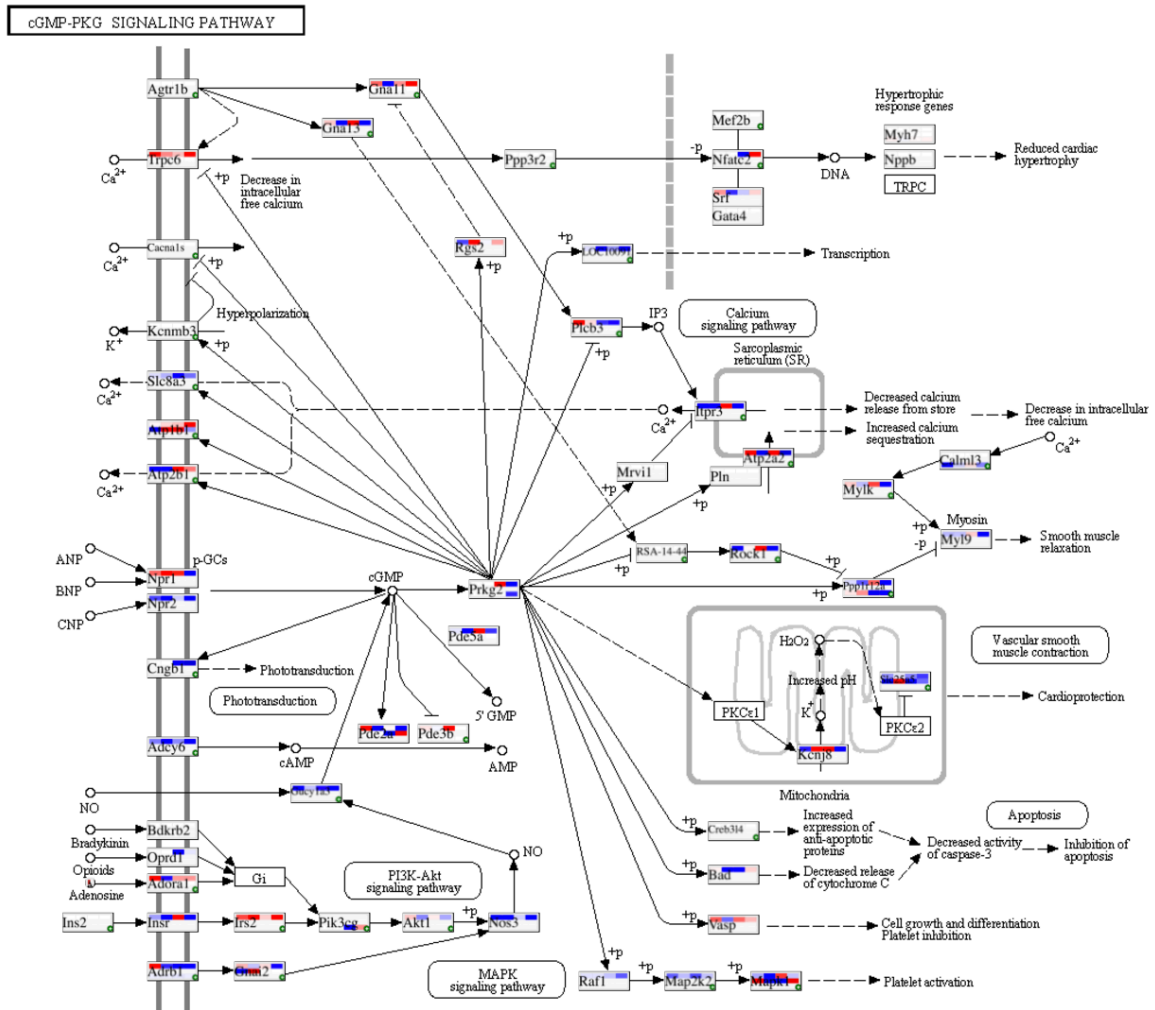 cGMP-PKG SIGNALING PATHWAY
Agtr1b
Gna11
Gna13
Trpc6
Ca2+
+p
Decrease in
intracellular
free calcium
Ppp3r2
-p
Mef2b
Nfatc2
Srf
Gata4
DNA
Hypertrophic
response genes
Myh7
Nppb
TRPC
Reduced cardiac
hypertrophy
Cacna1s
Ca2+
+p
Rgs2
+p
+p
Transcription
Hyperpolarization
Kcnmb3
K+
+p
Plcb3
+p
IP3
Calcium
signaling pathway
Sarcoplasmic
reticulum (SR)
Slc8a3
Ca2+
Atp1b1
Atp2b1
Ca2+
Itpr3
Ca2+
Decreased calcium
release from store
Increased calcium
sequestration
Decrease in intracellular
free calcium
Ca2+
Atp2a2
Mrvi1
Pln
+p
+p
Calml3
Mylk
Myosin
+p
-p
Myl9
Smooth muscle
relaxation
ANP
BNP
CNP
p-GCs
Npr1
Npr2
cGMP
Prkg2
RSA-14-44
+p
Rock1
+p
+p
Ppp1r12a
+p
Pde5a
Cngb1
Phototransduction
Phototransduction
5' GMP
Pde2a
Pde3b
Adcy6
cAMP
AMP
H2O2
Increased pH
K+
PKCε1
PKCε2
Kcnj8
Mitochondria
Vascular smooth
muscle contraction
Cardioprotection
NO
Gucy1a3
Bdkrb2
Bradykinin
Oprd1
Opioids
Adora1
Adenosine
Gi
NO
PI3K-Akt
signaling pathway
Ins2
Insr
Irs2
Pik3cg
Akt1
+p
Nos3
Adrb1
MAPK
signaling pathway
+p
Creb3l4
Increased
expression of
anti-apoptotic
proteins
Apoptosis
+p
Bad
Decreased release of
cytochrome C
Decreased activity
of caspase-3
Inhibition of
apoptosis
+p
Vasp
Cell growth and differentiation
Platelet inhibition
+p
Raf1
+p
Map2k2
+p
Mapk1
Platelet activation